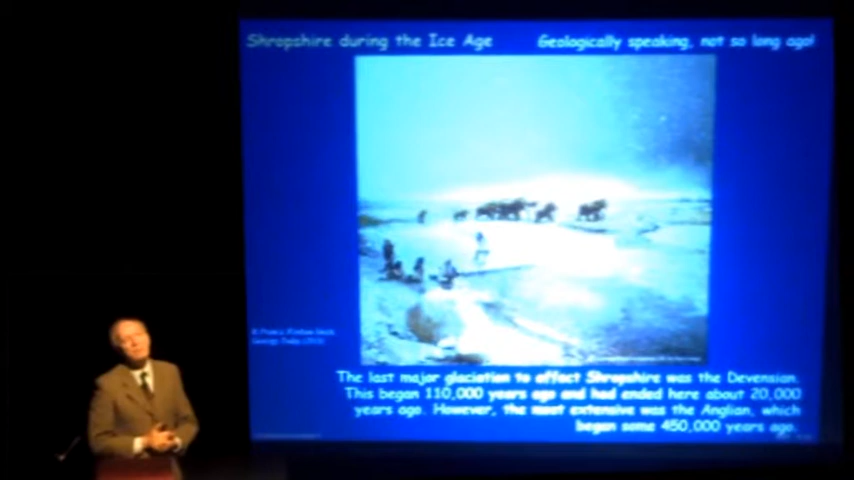 Shropshire during the Ice Age
Geologically speaking, not so long ago!
The last major glaciation to affect Shropshire was the Devensian.
This began 110,000 years ago and had ended here about 20,000
years ago. However, the most extensive was the Anglian, which
began some 450,000 years ago.